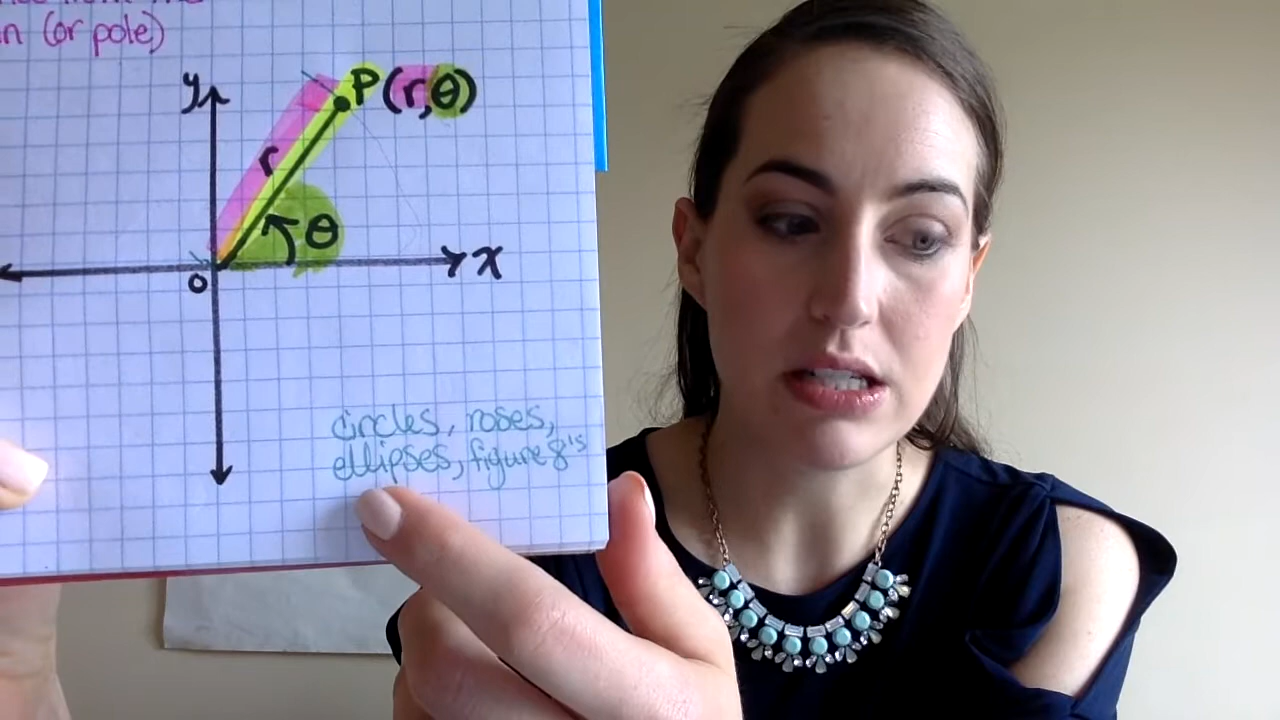 n (or pole)
y
P(r,θ)
r
θ
x
o
circles, roses,
ellipses, figure 8's